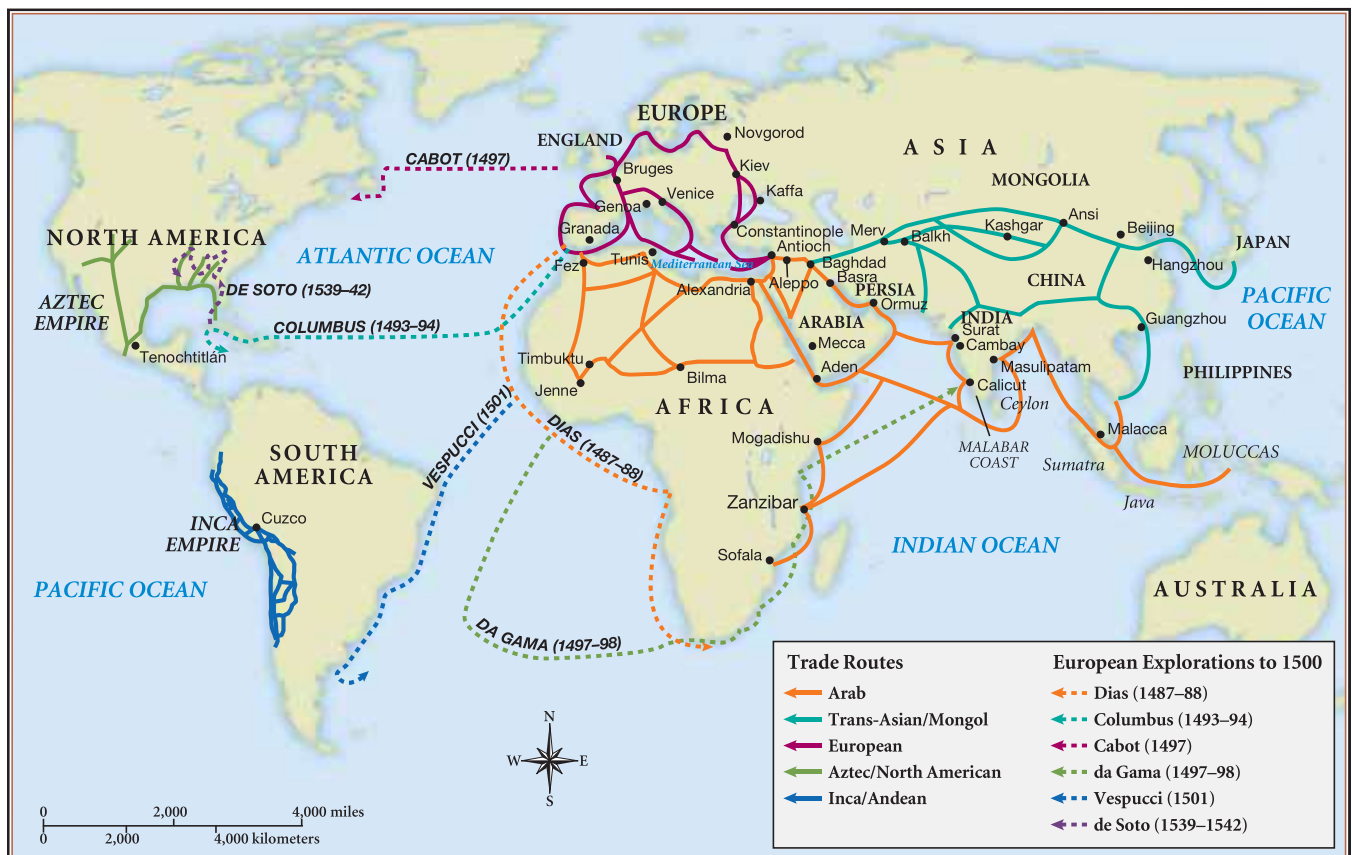 EUROPE
Novgorod
ENGLAND
ASIA
CABOT (1497)
Bruges
Kiev
MONGOLIA
Genoa
Venice
Kaffa
NORTH AMERICA
ATLANTIC OCEAN
Granada
Constantinople
Merv
Balkh
Kashgar
Ansi
Beijing
JAPAN
Fez
Tunis
Mediterranean Sea
Antioch
Aleppo
Baghdad
Basra
Hangzhou
AZTEC
EMPIRE
DE SOTO (1539–42)
Alexandria
PERSIA
Ormuz
CHINA
PACIFIC
OCEAN
COLUMBUS (1493–94)
ARABIA
Mecca
INDIA
Surat
Cambay
Guangzhou
Tenochtitlán
Timbuktu
Jenne
Bilma
Aden
Masulipatam
Calicut
Ceylon
PHILIPPINES
AFRICA
VESPUCCI (1501)
DIAS (1487–88)
Mogadishu
MALABAR
COAST
Malacca
Sumatra
MOLUCCAS
SOUTH
AMERICA
Java
Zanzibar
INCA
EMPIRE
Cuzco
Sofala
INDIAN OCEAN
PACIFIC OCEAN
AUSTRALIA
DA GAMA (1497–98)
Trade Routes
Arab
Trans-Asian/Mongol
European
Aztec/North American
Inca/Andean
European Explorations to 1500
Dias (1487–88)
Columbus (1493–94)
Cabot (1497)
da Gama (1497–98)
Vespucci (1501)
de Soto (1539–1542)
N
W
E
S
0 2,000 4,000 miles
0 2,000 4,000 kilometers